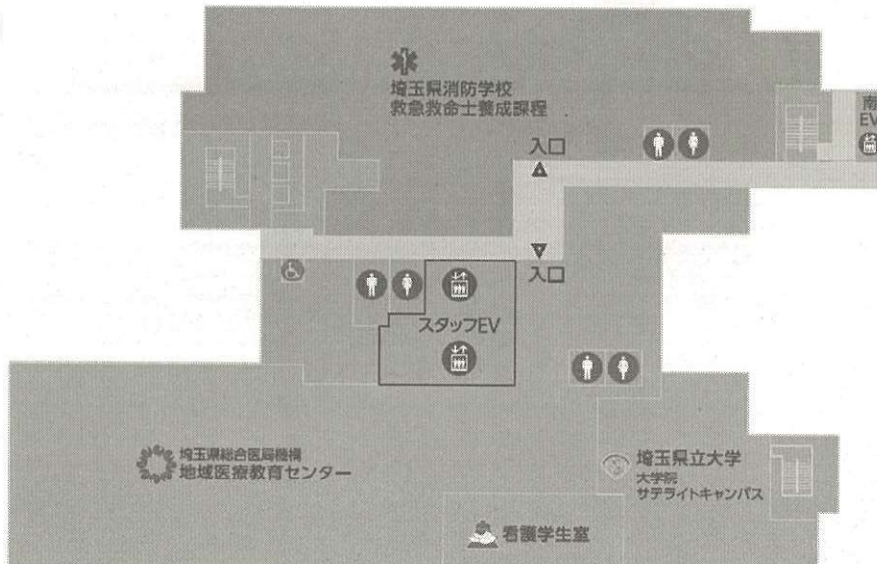 埼玉県消防学校
救急救命士養成課程
南
EV
入口
入口
スタッフEV
埼玉県総合医局機構
地域医療教育センター
埼玉県立大学
大学院
サテライトキャンパス
看護学生室